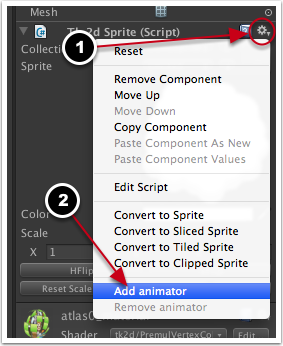 Mesh
1
Tk2d Sprite (Script)
Collectio
Reset
Sprite
Remove Component
Move Up
Move Down
Copy Component
Paste Component As New
Paste Component Values
Edit Script
2
Color
Convert to Sprite
Scale
Convert to Sliced Sprite
X 1
Convert to Tiled Sprite
HFlip
Convert to Clipped Sprite
Reset Scale
Add animator
Remove animator
Shader tk2d/PremulVertexCo Edit